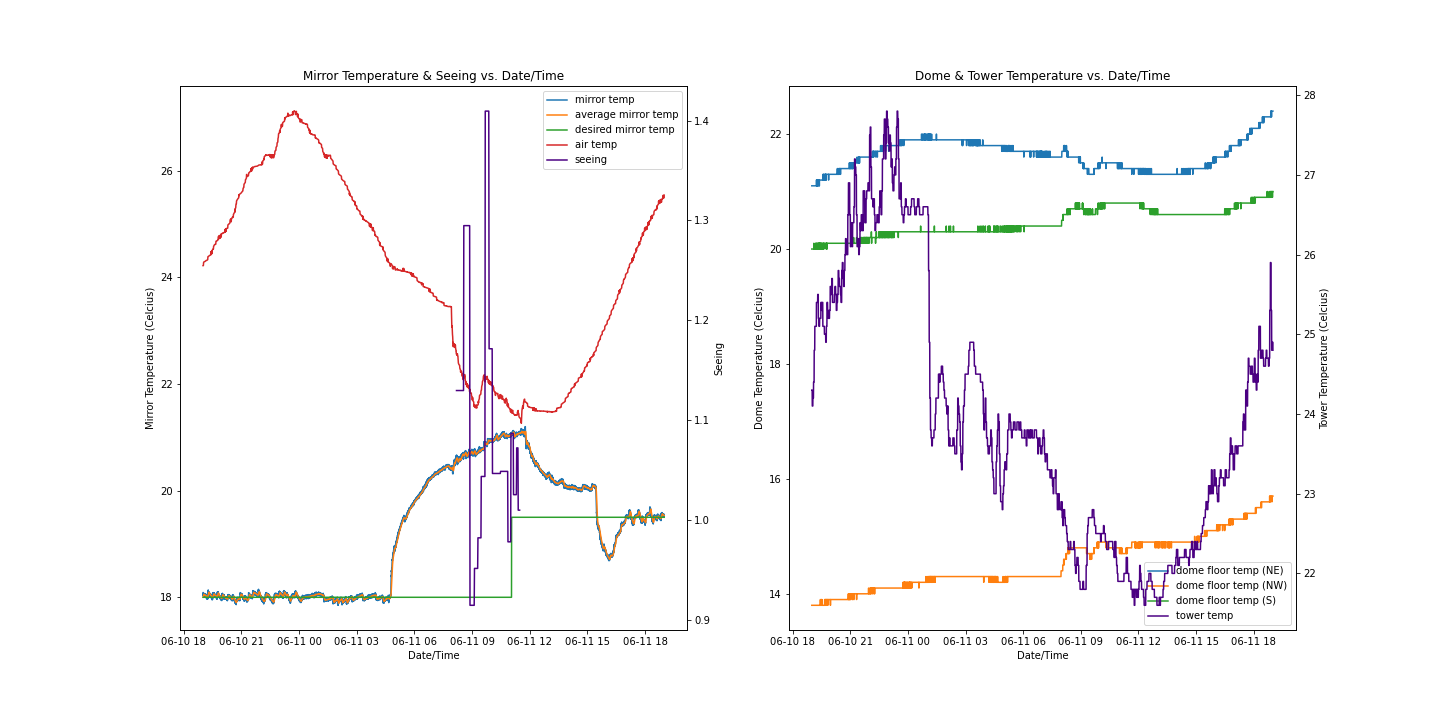 Mirror Temperature & Seeing vs. Date/Time
mirror temp
average mirror temp
desired mirror temp
air temp
seeing
26
24
22
20
18
Mirror Temperature (Celcius)
1.4
1.3
1.2
1.1
1.0
0.9
Seeing
06-10 18 06-10 21 06-11 00 06-11 03 06-11 06 06-11 09 06-11 12 06-11 15 06-11 18
Date/Time
Dome & Tower Temperature vs. Date/Time
22
20
18
16
14
Dome Temperature (Celcius)
28
27
26
25
24
23
22
Tower Temperature (Celcius)
dome floor temp (NE)
dome floor temp (NW)
dome floor temp (S)
tower temp
06-10 18 06-10 21 06-11 00 06-11 03 06-11 06 06-11 09 06-11 12 06-11 15 06-11 18
Date/Time